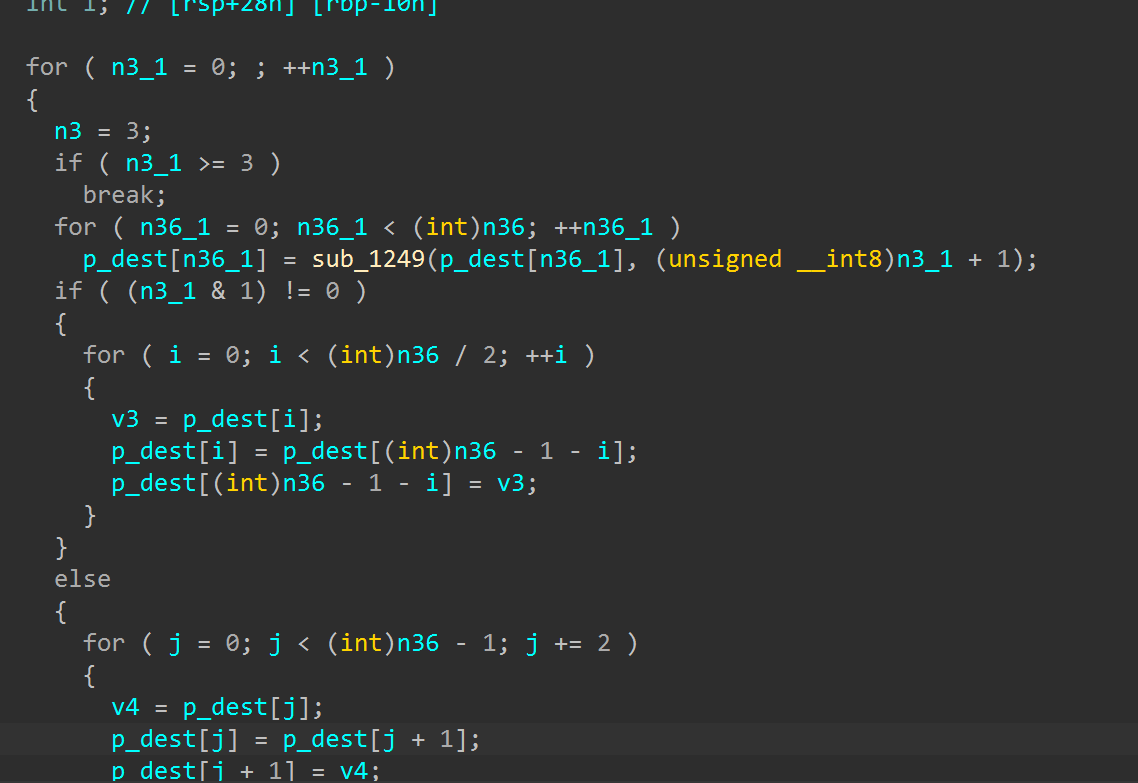 int i; // [rsp+28h] [rbp-10h]
for ( n3_1 = 0; ; ++n3_1 )
{
n3 = 3;
if ( n3_1 >= 3 )
break;
for ( n36_1 = 0; n36_1 < (int)n36; ++n36_1 )
p_dest[n36_1] = sub_1249(p_dest[n36_1], (unsigned __int8)n3_1 + 1);
if ( (n3_1 & 1) != 0 )
{
for ( i = 0; i < (int)n36 / 2; ++i )
{
v3 = p_dest[i];
p_dest[i] = p_dest[(int)n36 - 1 - i];
p_dest[(int)n36 - 1 - i] = v3;
}
}
else
{
for ( j = 0; j < (int)n36 - 1; j += 2 )
{
v4 = p_dest[j];
p_dest[j] = p_dest[j + 1];
p_dest[j + 1] = v4;